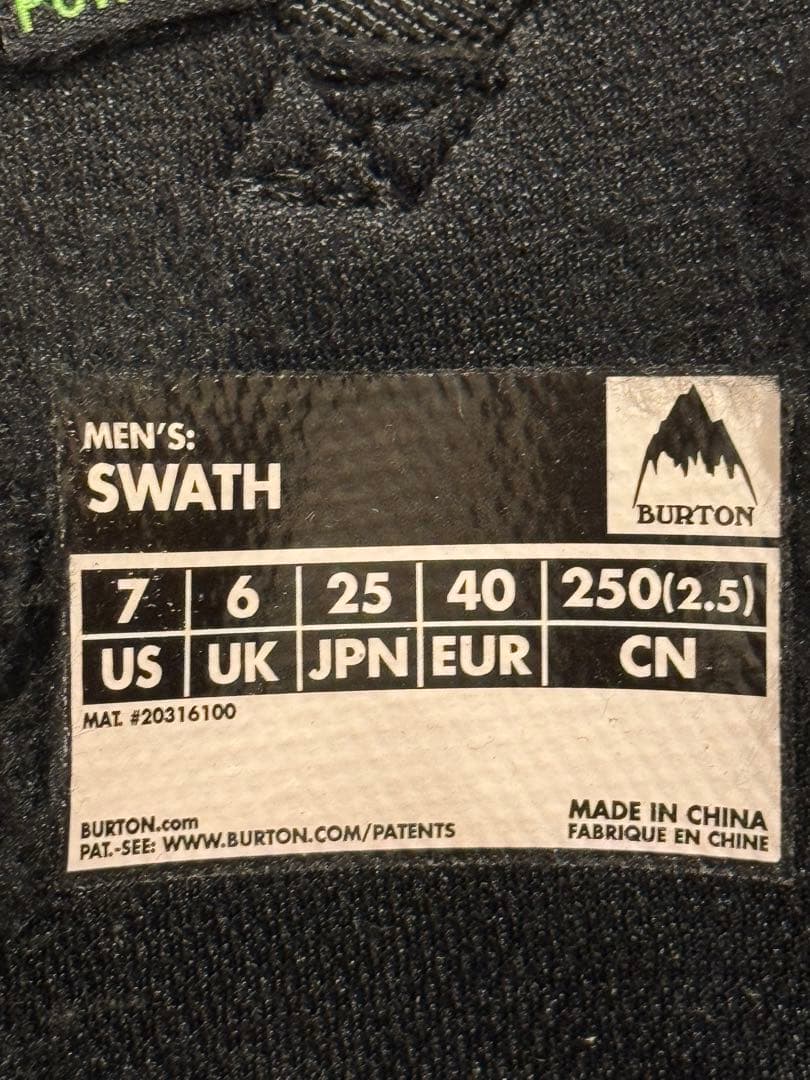 MEN'S:
SWATH
BURTON
7 6 25 40 250(2.5)
US UK JPN EUR CN
MAT. #20316100
BURTON.com
PAT.-SEE: WWW.BURTON.COM/PATENTS
MADE IN CHINA
FABRIQUE EN CHINE